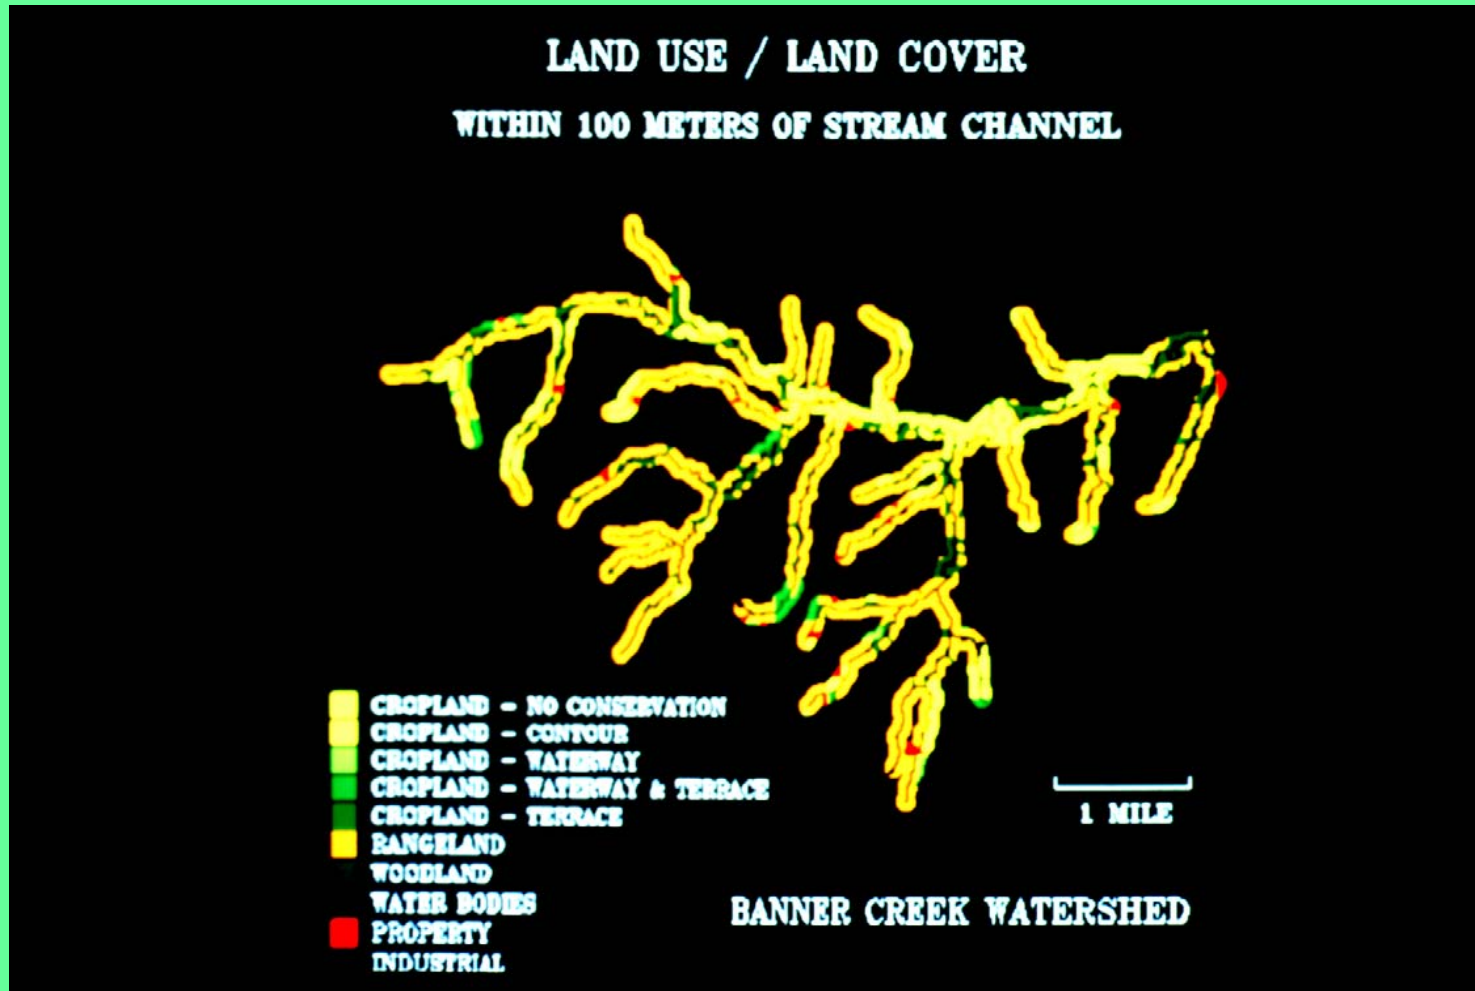 LAND USE / LAND COVER
WITHIN 100 METERS OF STREAM CHANNEL
CROPLAND - NO CONSERVATION
CROPLAND - CONTOUR
CROPLAND - WATERWAY
CROPLAND - WATERWAY & TERRACE
CROPLAND - TERRACE
RANGELAND
WOODLAND
WATER BODIES
PROPERTY
INDUSTRIAL
1 MILE
BANNER CREEK WATERSHED